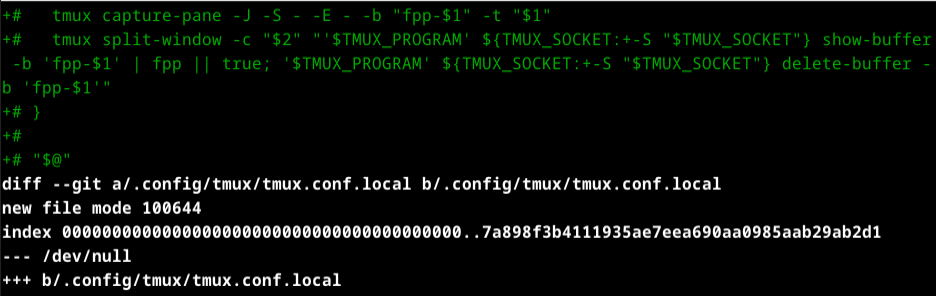 +#   tmux capture-pane -J -S - -E - -b "fpp-$1" -t "$1"
+#   tmux split-window -c "$2" "'$TMUX_PROGRAM' ${TMUX_SOCKET:+-S "$TMUX_SOCKET"} show-buffer
 -b 'fpp-$1' | fpp || true; '$TMUX_PROGRAM' ${TMUX_SOCKET:+-S "$TMUX_SOCKET"} delete-buffer -
b 'fpp-$1'"
+# }
+#
+# "$@"
diff --git a/.config/tmux/tmux.conf.local b/.config/tmux/tmux.conf.local
new file mode 100644
index 0000000000000000000000000000000000000000..7a898f3b4111935ae7eea690aa0985aab29ab2d1
--- /dev/null
+++ b/.config/tmux/tmux.conf.local